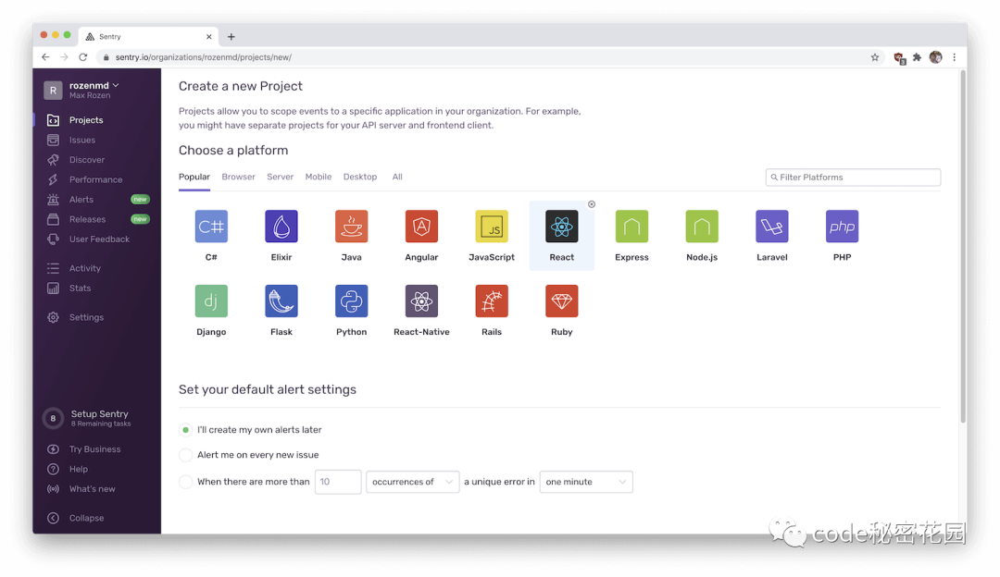 Sentry
sentry.io/organizations/rozenmd/projects/new/
3
R
rozenmd
Max Rozen
Projects
Issues
Discover
Performance
Alerts new
Releases new
User Feedback
Activity
Stats
Settings
8
Setup Sentry
8 Remaining tasks
Try Business
Help
What's new
Collapse
Create a new Project
Projects allow you to scope events to a specific application in your organization. For example,
you might have separate projects for your API server and frontend client.
Choose a platform
Popular Browser Server Mobile Desktop All
Filter Platforms
C# JS php
C# Elixir Java Angular JavaScript React Express Node.js Laravel PHP
dj
Django Flask Python React-Native Rails Ruby
Set your default alert settings
I'll create my own alerts later
Alert me on every new issue
When there are more than 10 occurrences of a unique error in one minute
code秘密花园